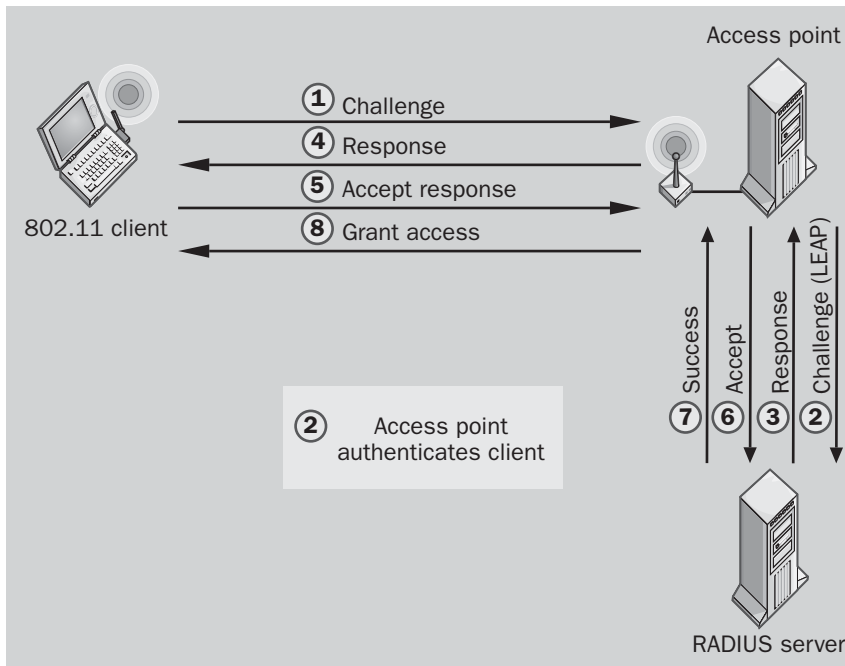 Access point
1 Challenge
4 Response
5 Accept response
802.11 client
8 Grant access
Success
Accept
Response
Challenge (LEAP)
7
6
3
2
2 Access point
authenticates client
RADIUS server